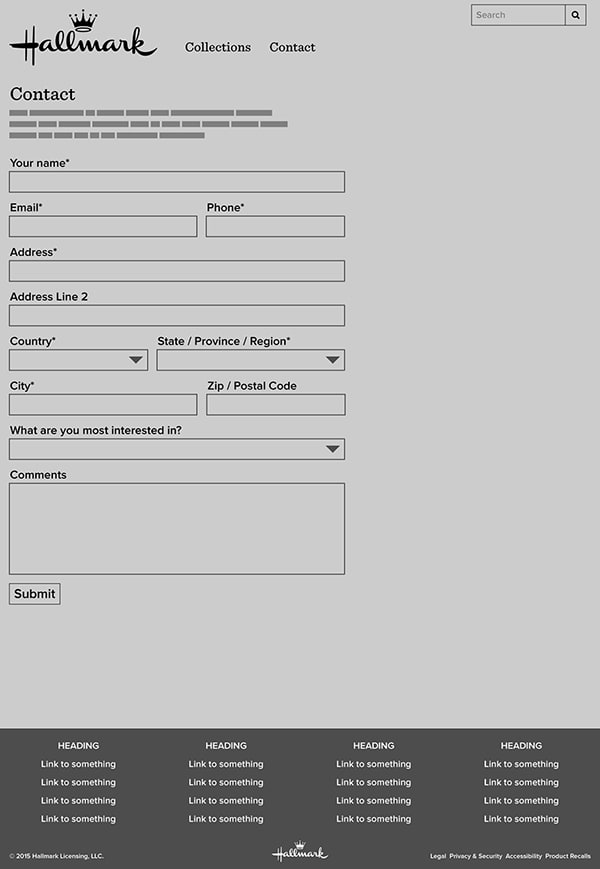 Search
Hallmark
Collections Contact
Contact
Your name*
Email* Phone*
Address*
Address Line 2
Country* State / Province / Region*
City* Zip / Postal Code
What are you most interested in?
Comments
Submit
HEADING HEADING HEADING HEADING
Link to something Link to something Link to something Link to something
Link to something Link to something Link to something Link to something
Link to something Link to something Link to something Link to something
Link to something Link to something Link to something Link to something
© 2015 Hallmark Licensing, LLC. Hallmark Legal Privacy & Security Accessibility Product Recalls